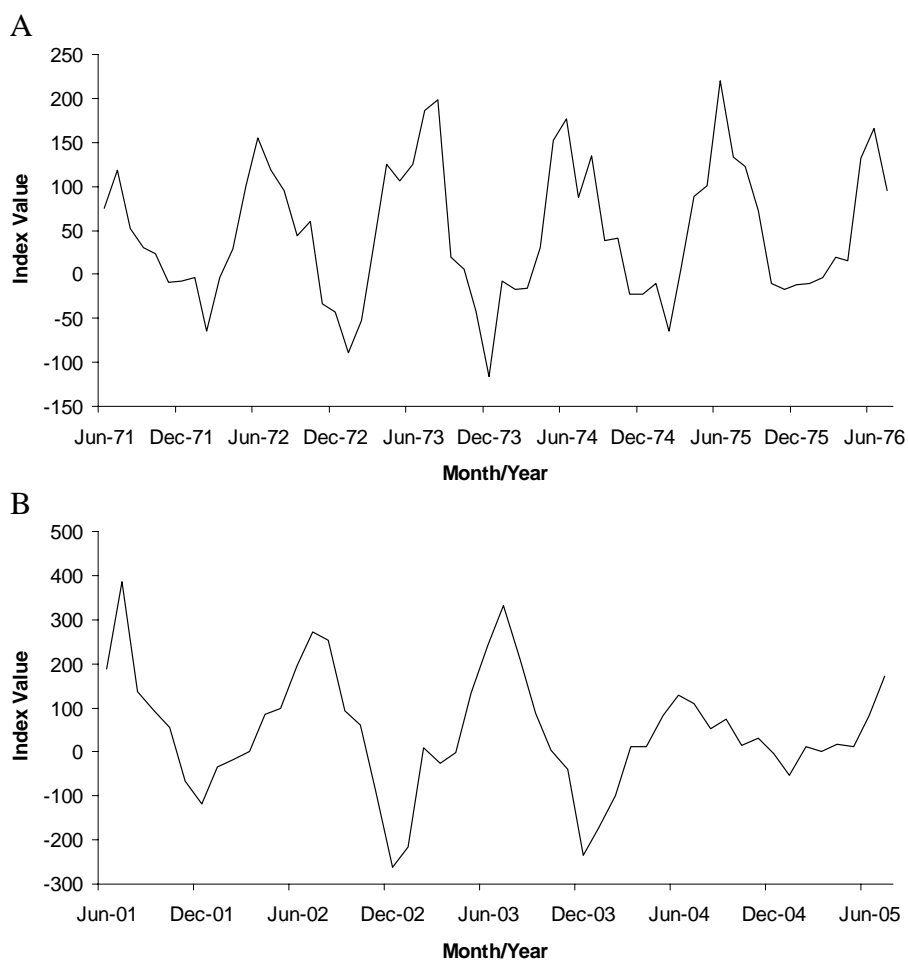 A
250
200
150
100
50
0
-50
-100
-150
Index Value
Jun-71 Dec-71 Jun-72 Dec-72 Jun-73 Dec-73 Jun-74 Dec-74 Jun-75 Dec-75 Jun-76
Month/Year
B
500
400
300
200
100
0
-100
-200
-300
Index Value
Jun-01 Dec-01 Jun-02 Dec-02 Jun-03 Dec-03 Jun-04 Dec-04 Jun-05
Month/Year